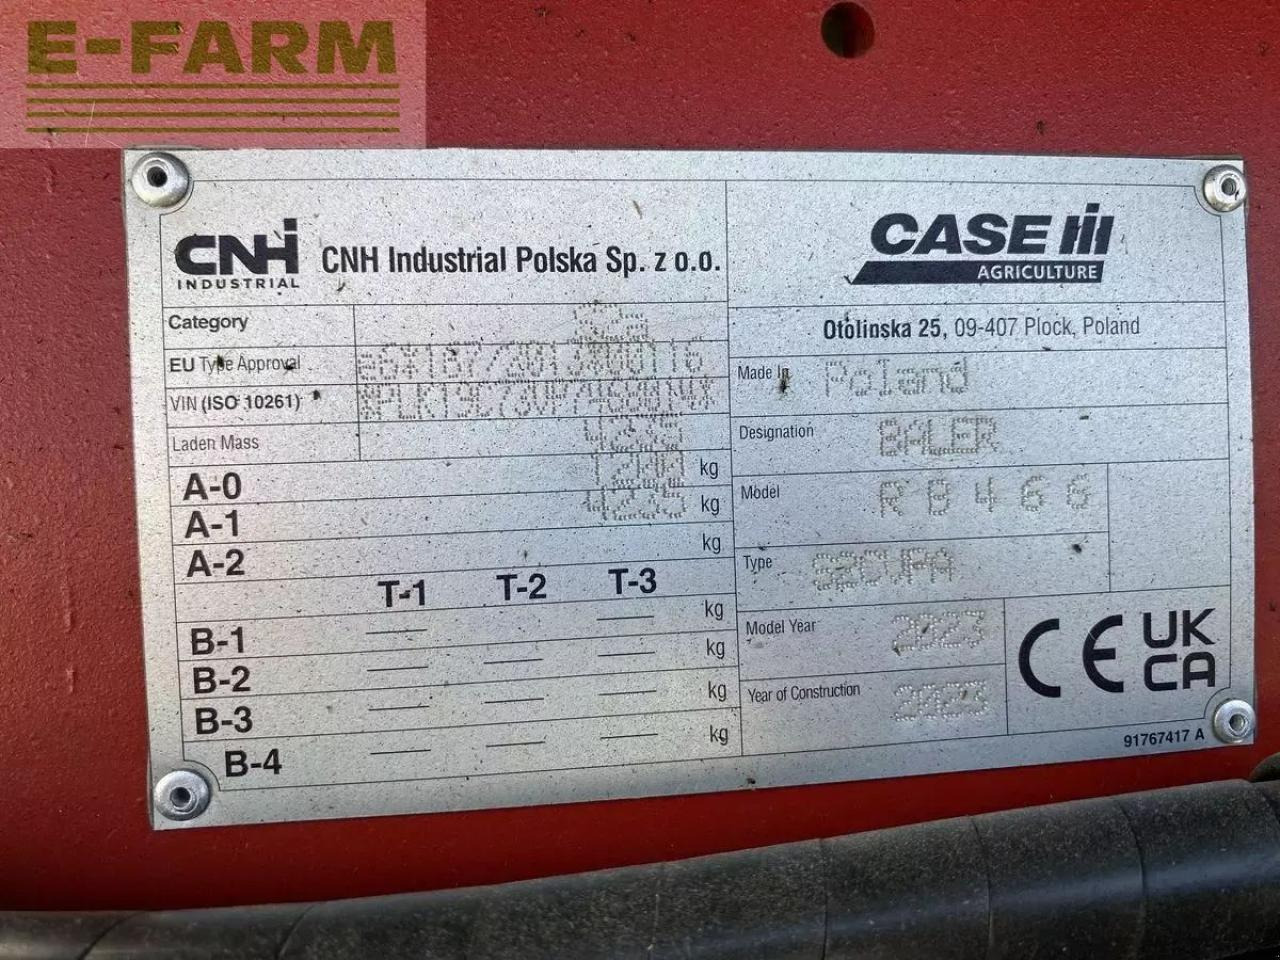 E-FARM
CNH
INDUSTRIAL
CNH Industrial Polska Sp. z o.o.
Category
EU Type Approval
VIN (ISO 10261)
Laden Mass
A-0 kg
A-1 kg
A-2 kg
4235
T-1 T-2 T-3
B-1 kg
B-2 kg
B-3 kg
B-4 kg
CASE IH
AGRICULTURE
Otolinska 25, 09-407 Plock, Poland
Made In Poland
Designation BALER
Model RB466
Type
Model Year 2023
Year of Construction 2023
CE UK
CA
91767417 A